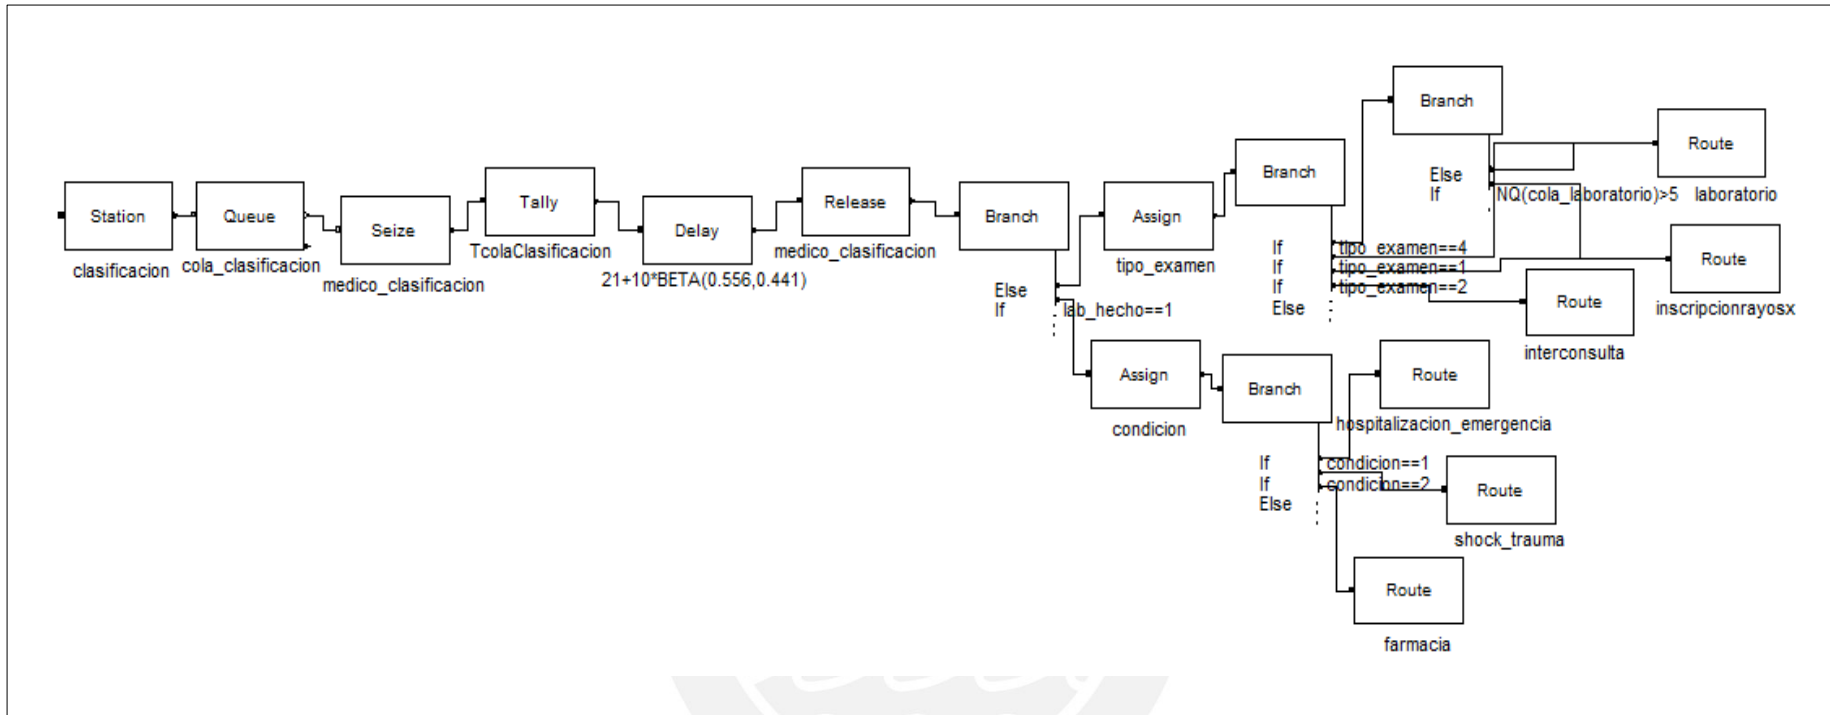 Station
clasificacion
Queue
cola_clasificacion
Seize
medico_clasificacion
Tally
TcolaClasificacion
Delay
21+10*BETA(0.556,0.441)
Release
medico_clasificacion
Branch
Else
If lab_hecho==1
Assign
tipo_examen
Branch
If tipo_examen==4
If tipo_examen==1
If tipo_examen==2
Else
Branch
Else
If NQ(cola_laboratorio)>5
Route
laboratorio
Route
inscripcionrayosx
Route
interconsulta
Assign
condicion
Branch
If condicion==1
If condicion==2
Else
Route
hospitalizacion_emergencia
Route
shock_trauma
Route
farmacia